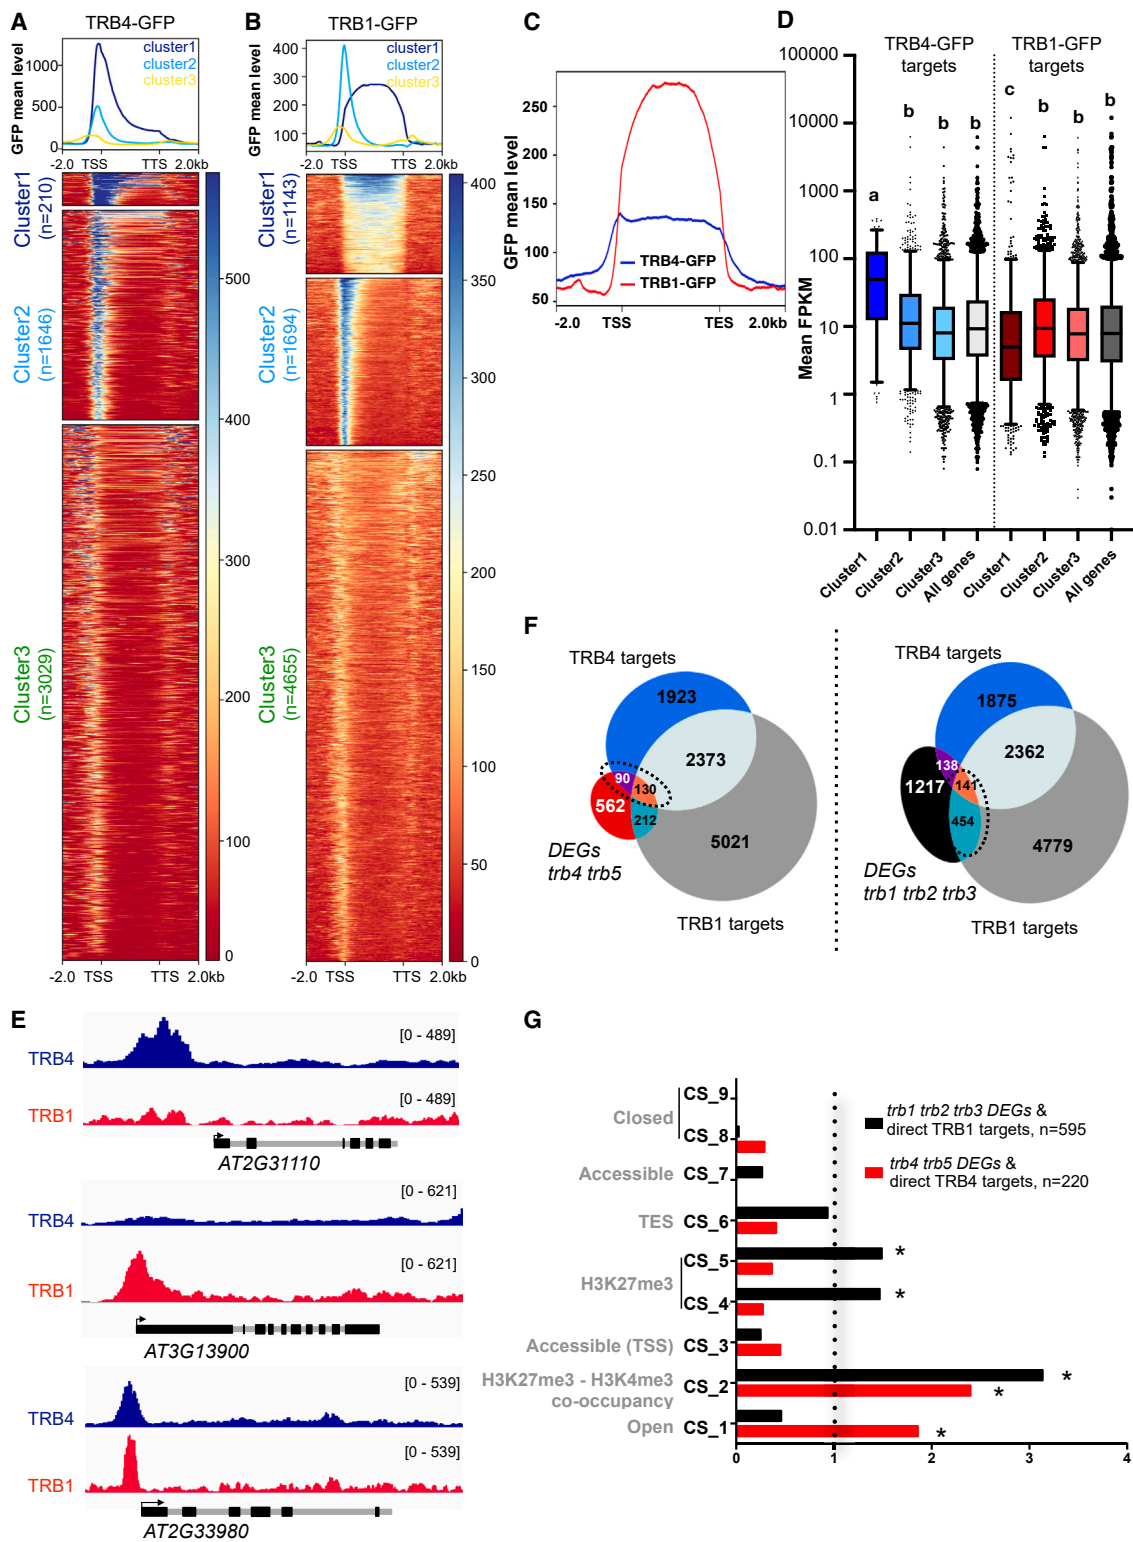 A
TRB4-GFP
GFP mean level
1000
500
0
cluster1
cluster2
cluster3
-2.0 TSS TTS 2.0kb
Cluster1
(n=210)
Cluster2
(n=1646)
Cluster3
(n=3029)
500
400
300
200
100
0
-2.0 TSS TTS 2.0kb
B
TRB1-GFP
GFP mean level
400
300
200
100
cluster1
cluster2
cluster3
-2.0 TSS TTS 2.0kb
Cluster1
(n=1143)
Cluster2
(n=1694)
Cluster3
(n=4655)
400
350
300
250
200
150
100
50
0
-2.0 TSS TTS 2.0kb
C
GFP mean level
250
200
150
100
50
TRB4-GFP
TRB1-GFP
-2.0 TSS TES 2.0kb
D
TRB4-GFP
targets
TRB1-GFP
targets
Mean FPKM
100000
10000
1000
100
10
1
0.1
0.01
a
b
b
b
c
b
b
b
Cluster1
Cluster2
Cluster3
All genes
Cluster1
Cluster2
Cluster3
All genes
F
TRB4 targets
1923
2373
90
130
562
212
5021
DEGs
trb4 trb5
TRB1 targets
TRB4 targets
1875
2362
138
141
1217
454
4779
DEGs
trb1 trb2 trb3
TRB1 targets
E
TRB4
[0 - 489]
TRB1
[0 - 489]
AT2G31110
TRB4
[0 - 621]
TRB1
[0 - 621]
AT3G13900
TRB4
[0 - 539]
TRB1
[0 - 539]
AT2G33980
G
Closed
CS_9
CS_8
Accessible CS_7
TES CS_6
H3K27me3
CS_5
*
CS_4
*
Accessible (TSS) CS_3
H3K27me3 - H3K4me3
co-occupancy
CS_2
*
*
Open CS_1
*
0 1 2 3 4
trb1 trb2 trb3 DEGs &
direct TRB1 targets, n=595
trb4 trb5 DEGs &
direct TRB4 targets, n=220